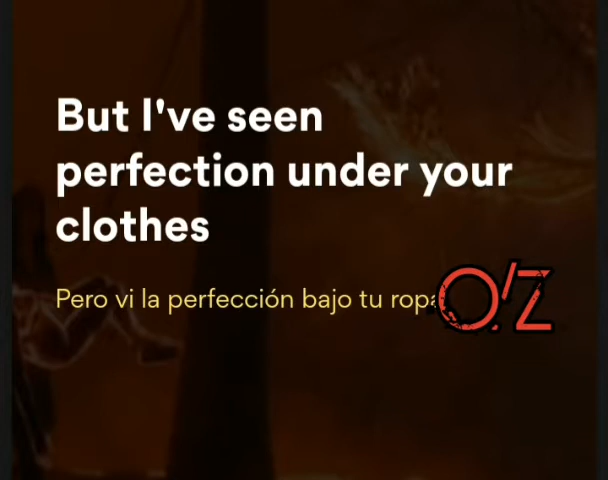 But I've seen
perfection under your
clothes
Pero vi la perfección bajo tu ropa
O'Z